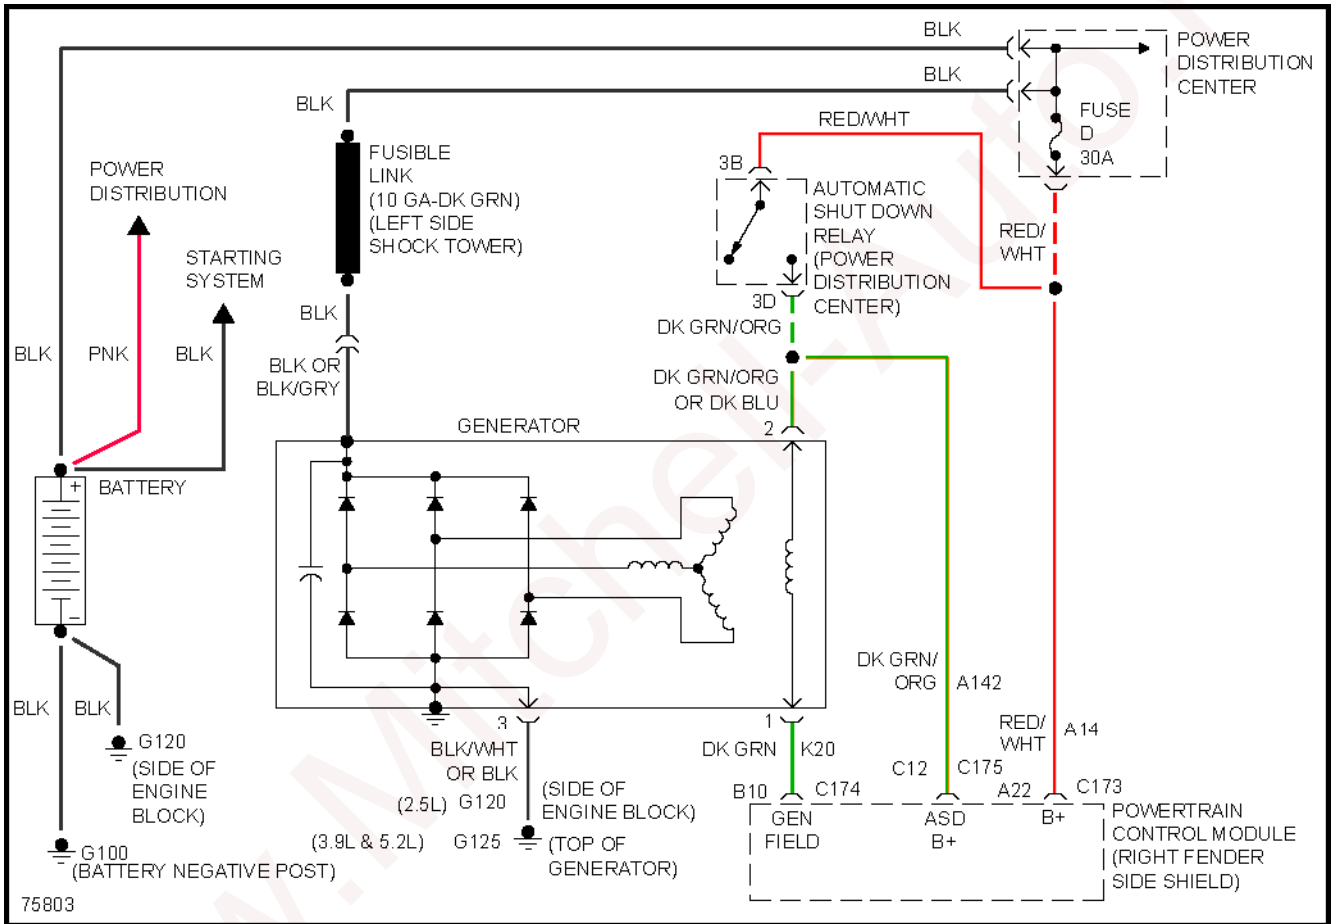 BLK
POWER
DISTRIBUTION
CENTER
BLK
BLK
FUSE
D
30A
RED/WHT
FUSIBLE
LINK
(10 GA-DK GRN)
(LEFT SIDE
SHOCK TOWER)
3B
POWER
DISTRIBUTION
AUTOMATIC
SHUT DOWN
RELAY
(POWER
DISTRIBUTION
CENTER)
RED/
WHT
STARTING
SYSTEM
3D
BLK
DK GRN/ORG
BLK
PNK
BLK
BLK OR
BLK/GRY
DK GRN/ORG
OR DK BLU
GENERATOR
2
+
BATTERY
-
DK GRN/
ORG
A142
BLK
BLK
3
1
RED/
WHT
A14
G120
(SIDE OF
ENGINE
BLOCK)
BLK/WHT
OR BLK
DK GRN
K20
C12
C175
(2.5L)
G120
(SIDE OF
ENGINE BLOCK)
B10
C174
A22
C173
(3.9L & 5.2L)
G125
(TOP OF
GENERATOR)
GEN
FIELD
ASD
B+
B+
POWERTRAIN
CONTROL MODULE
(RIGHT FENDER
SIDE SHIELD)
G100
(BATTERY NEGATIVE POST)
75803
w.Mitchell-Auto